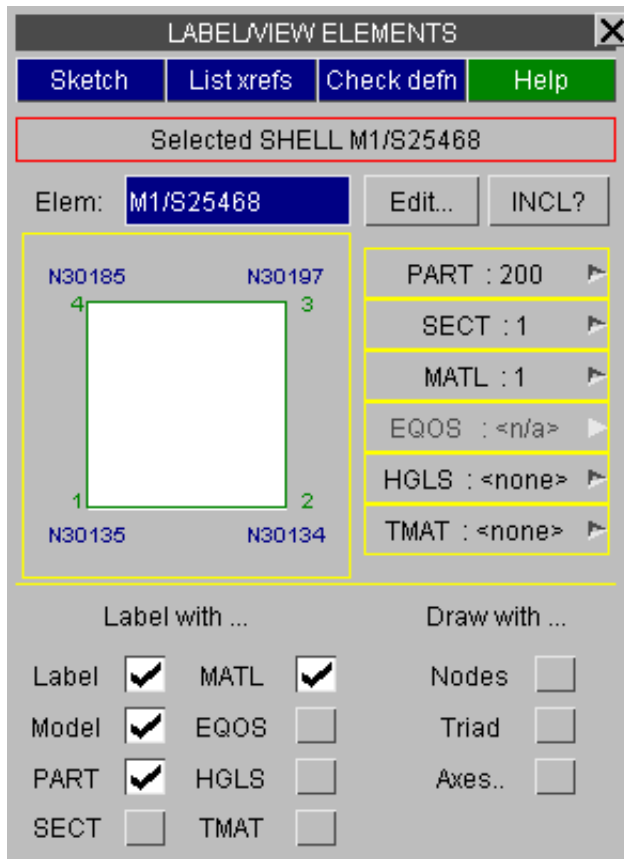 LABEL/VIEW ELEMENTS
Sketch List xrefs Check defn Help
Selected SHELL M1/S25468
Elem: M1/S25468 Edit... INCL?
N30185 N30197 PART : 200
4 3
SECT : 1
MATL : 1
EQOS : <n/a>
1 2 HGLS : <none>
N30135 N30134 TMAT : <none>
Label with ... Draw with ...
Label MATL Nodes
Model EQOS Triad
PART HGLS Axes..
SECT TMAT